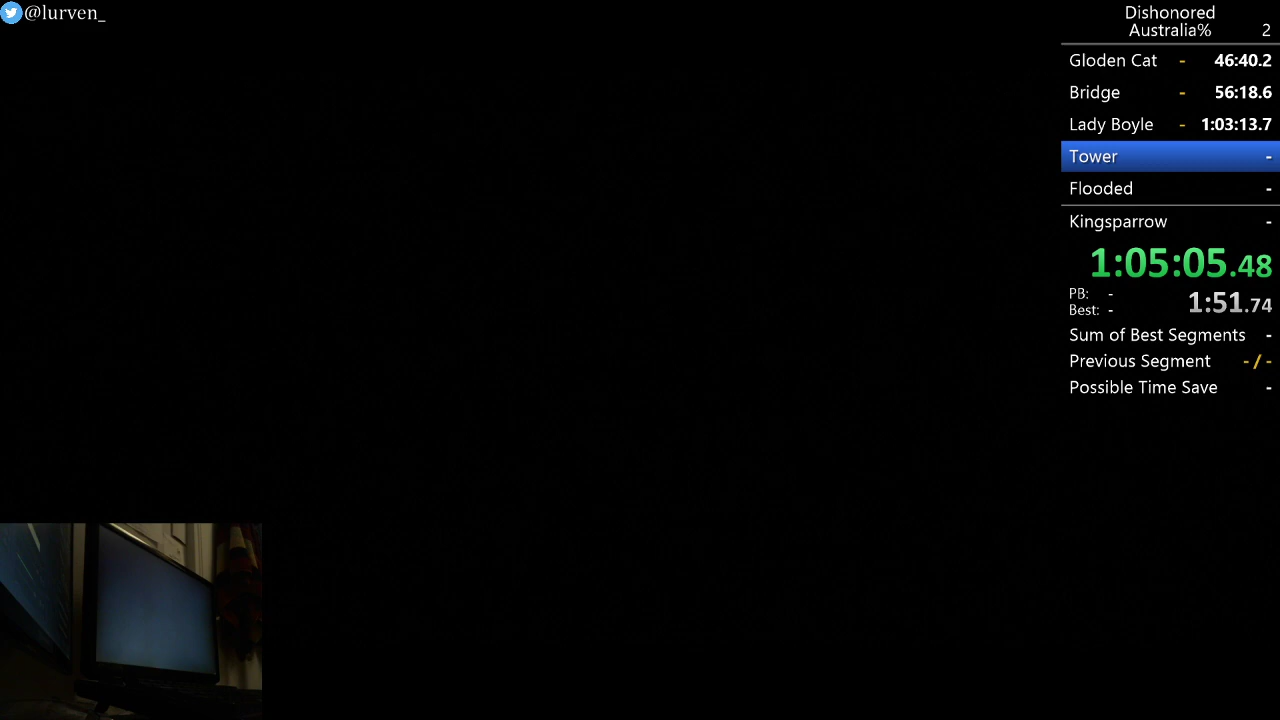 @lurven_
Dishonored
Australia% 2
Gloden Cat - 46:40.2
Bridge - 56:18.6
Lady Boyle - 1:03:13.7
Tower -
Flooded -
Kingsparrow -
1:05:05.48
PB: - 1:51.74
Best: -
Sum of Best Segments -
Previous Segment - / -
Possible Time Save -